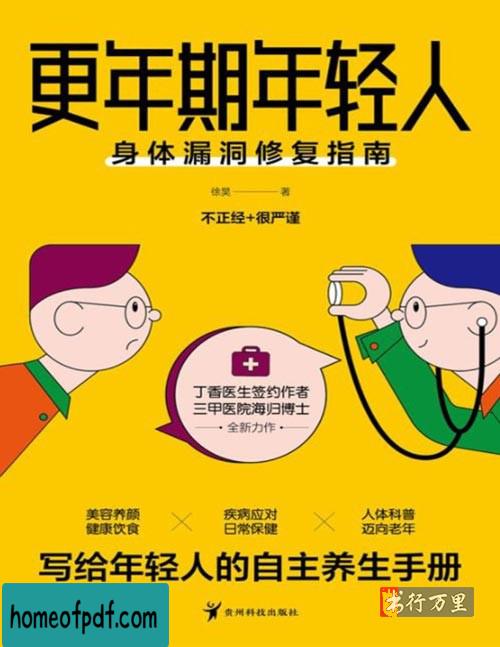 更年期年轻人
身体漏洞修复指南
徐昊 著
不正经+很严谨
丁香医生签约作者
三甲医院海归博士
全新力作
美容养颜
健康饮食
疾病应对
日常保健
人体科普
迈向老年
写给年轻人的自主养生手册
贵州科技出版社
homeofpdf.com
书行万里